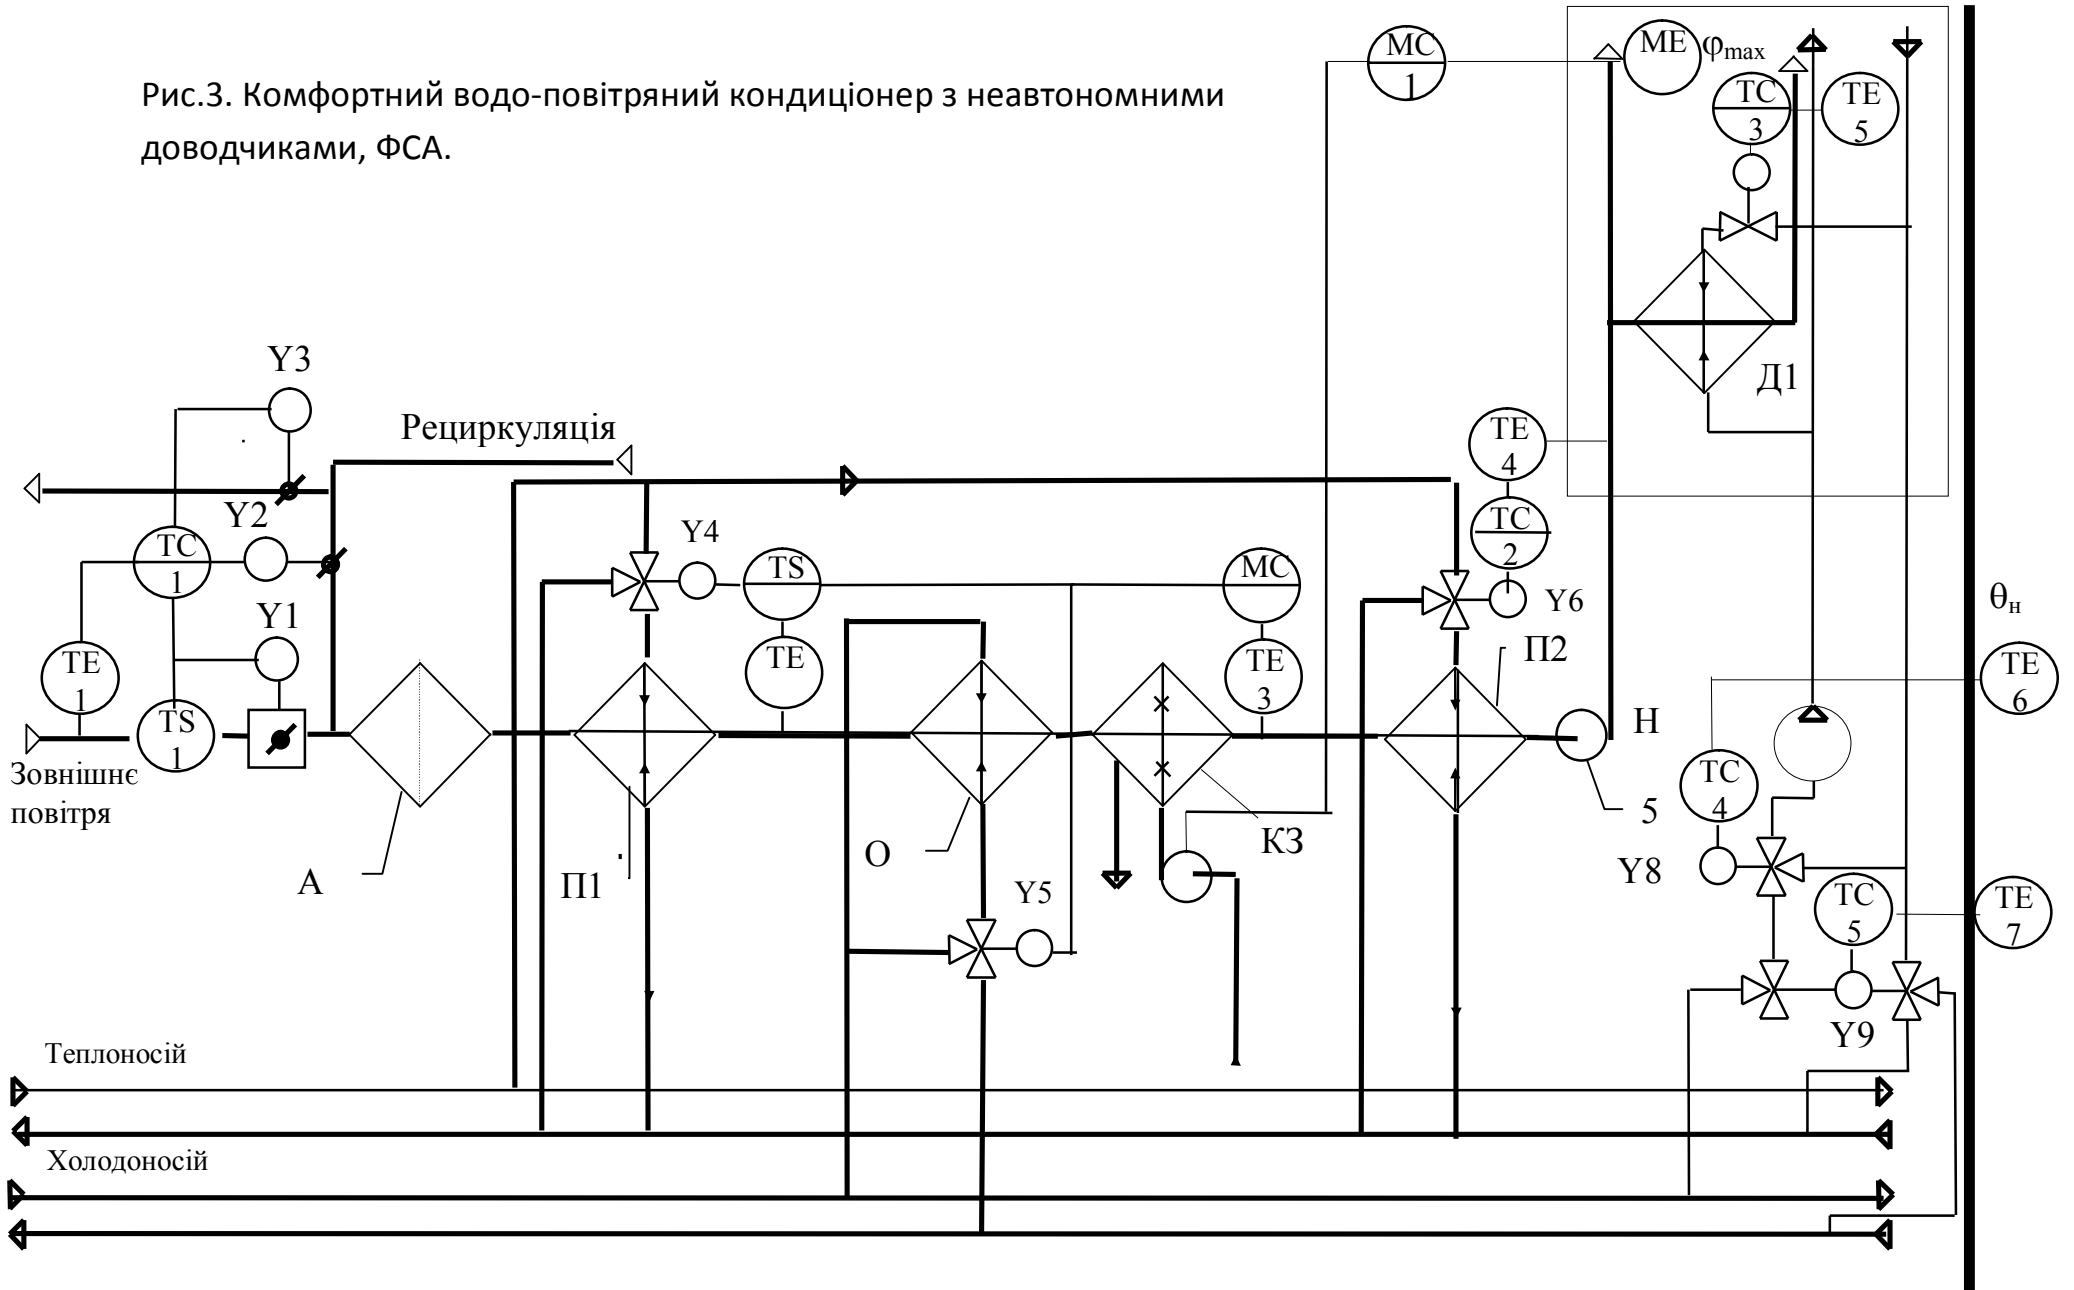 Рис.3. Комфортний водо-повітряний кондиціонер з неавтономними
доводчиками, ФСА.
MC
1
ME
φmax
TC
3
TE
5
Д1
Y3
Рециркуляція
Y2
TC
1
Y1
TE
1
TS
1
Зовнішнє
повітря
A
Y4
TS
TE
П1
O
Y5
MC
TE
3
КЗ
TE
4
TC
2
Y6
П2
H
5
θн
TE
6
TC
4
Y8
TC
5
TE
7
Y9
Теплоносій
Холодоносій